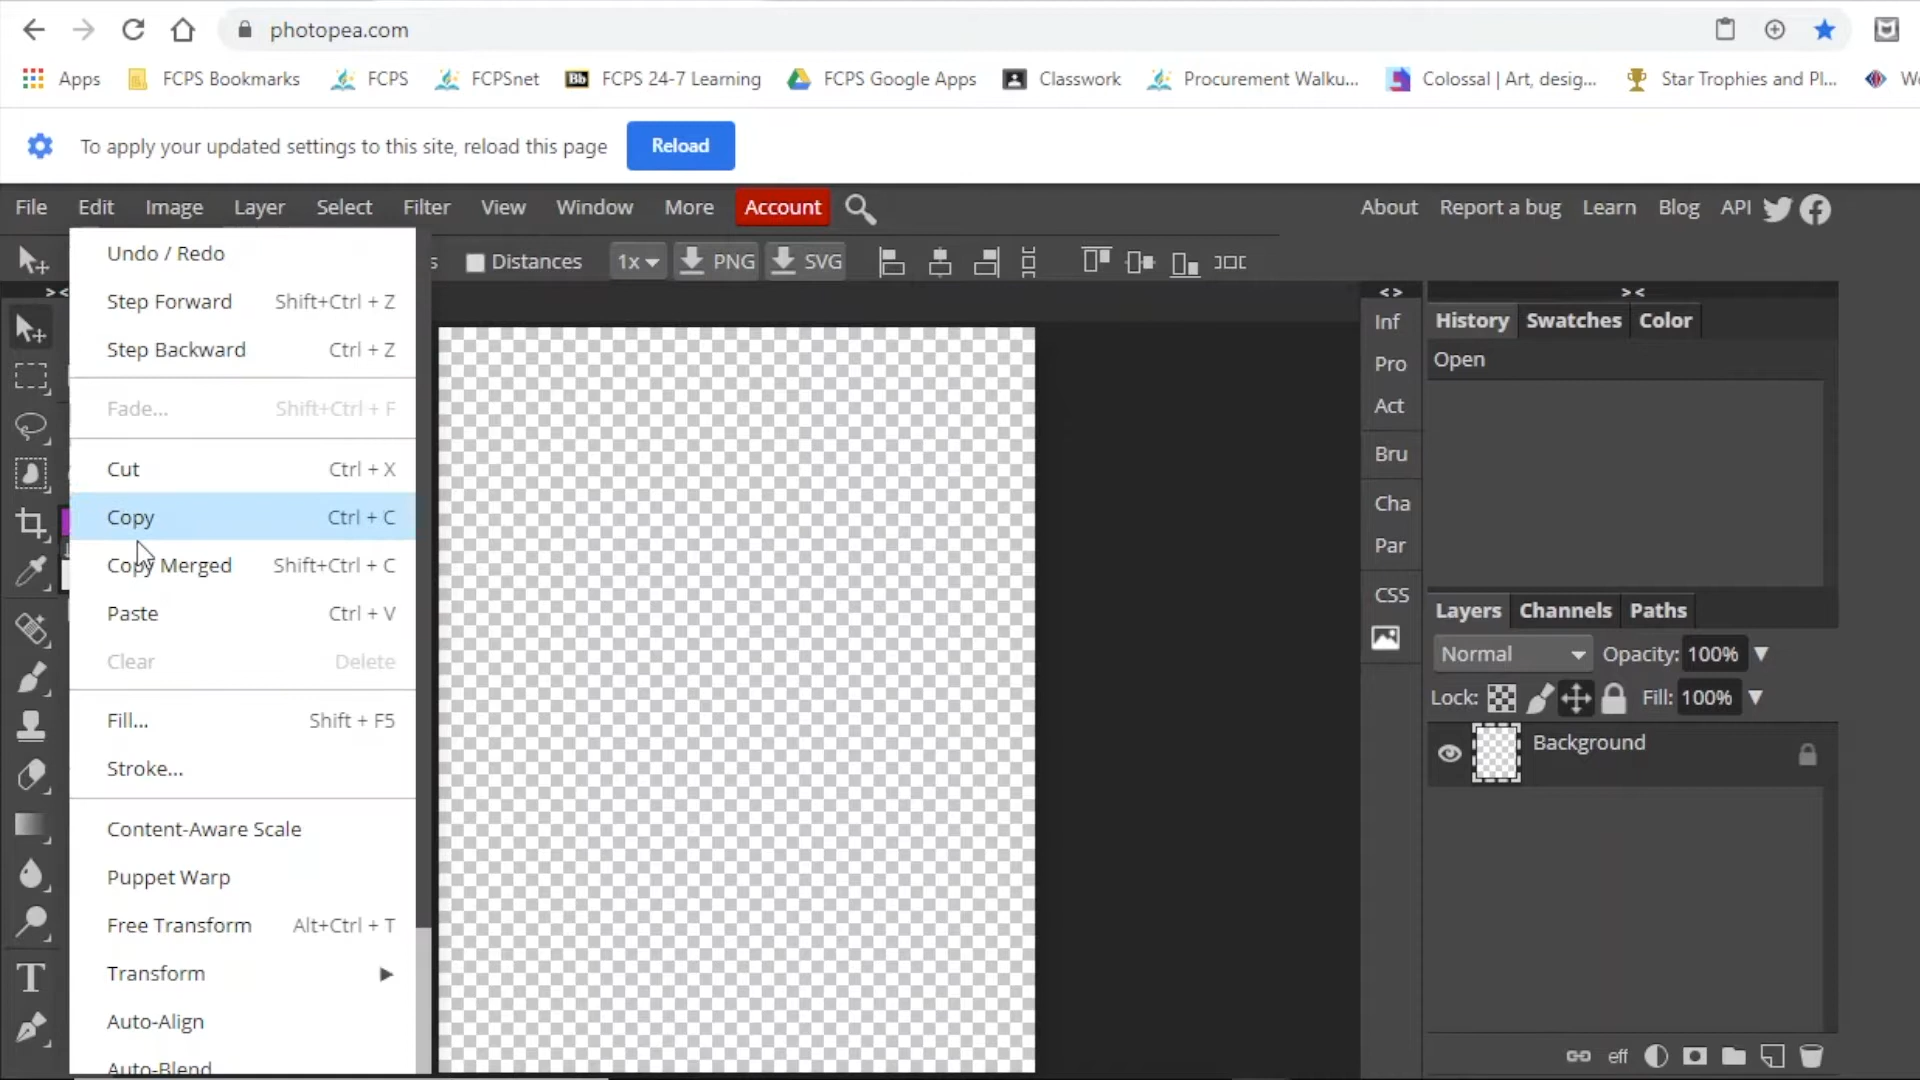 photopea.com
Apps FCPS Bookmarks FCPS FCPSnet Bb FCPS 24-7 Learning FCPS Google Apps Classwork Procurement Walku... Colossal | Art, desig... Star Trophies and Pl...
To apply your updated settings to this site, reload this page Reload
File Edit Image Layer Select Filter View Window More Account About Report a bug Learn Blog API
s Distances 1x PNG SVG
Undo / Redo
Step Forward Shift+Ctrl + Z
Step Backward Ctrl + Z
Fade... Shift+Ctrl + F
Cut Ctrl + X
Copy Ctrl + C
Copy Merged Shift+Ctrl + C
Paste Ctrl + V
Clear Delete
Fill... Shift + F5
Stroke...
Content-Aware Scale
Puppet Warp
Free Transform Alt+Ctrl + T
Transform
Auto-Align
Auto-Blend
> <
T
< >
Inf
Pro
Act
Bru
Cha
Par
CSS
> <
History Swatches Color
Open
Layers Channels Paths
Normal Opacity: 100%
Lock: Fill: 100%
Background
eff